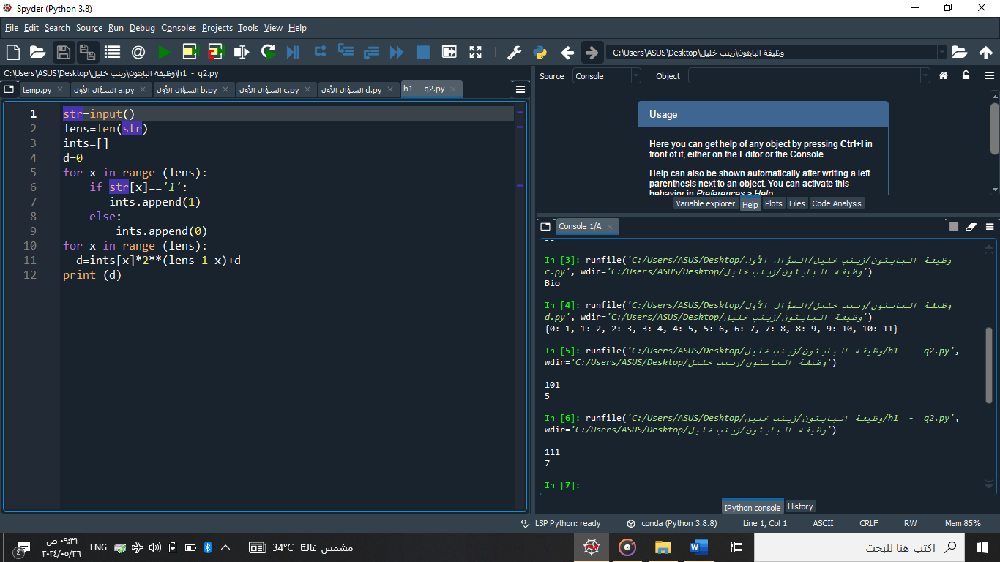 Spyder (Python 3.8)
File Edit Search Source Run Debug Consoles Projects Tools View Help
C:\Users\ASUS\Desktop\وظيفة البايثون\زينب خليل
C:\Users\ASUS\Desktop\وظيفة البايثون\زينب خليل\h1 - q2.py
temp.py السؤال الأول a.py السؤال الأول b.py السؤال الأول c.py السؤال الأول d.py h1 - q2.py
1 str=input()
2 lens=len(str)
3 ints=[]
4 d=0
5 for x in range (lens):
6 if str[x]=='1':
7 ints.append(1)
8 else:
9 ints.append(0)
10 for x in range (lens):
11 d=ints[x]*2**(lens-1-x)+d
12 print (d)
Source Console Object
Usage
Here you can get help of any object by pressing Ctrl+I in
front of it, either on the Editor or the Console.
Help can also be shown automatically after writing a left
parenthesis next to an object. You can activate this
behavior in Preferences > Help.
Variable explorer Help Plots Files Code Analysis
Console 1/A
In [3]: runfile('C:/Users/ASUS/Desktop/وظيفة البايثون/زينب خليل/السؤال الأول
c.py', wdir='C:/Users/ASUS/Desktop/وظيفة البايثون/زينب خليل')
Bio
In [4]: runfile('C:/Users/ASUS/Desktop/وظيفة البايثون/زينب خليل/السؤال الأول
d.py', wdir='C:/Users/ASUS/Desktop/وظيفة البايثون/زينب خليل')
{0: 1, 1: 2, 2: 3, 3: 4, 4: 5, 5: 6, 6: 7, 7: 8, 8: 9, 9: 10, 10: 11}
In [5]: runfile('C:/Users/ASUS/Desktop/وظيفة البايثون/زينب خليل/h1 - q2.py',
wdir='C:/Users/ASUS/Desktop/وظيفة البايثون/زينب خليل')
101
5
In [6]: runfile('C:/Users/ASUS/Desktop/وظيفة البايثون/زينب خليل/h1 - q2.py',
wdir='C:/Users/ASUS/Desktop/وظيفة البايثون/زينب خليل')
111
7
In [7]:
IPython console History
LSP Python: ready conda (Python 3.8.8) Line 1, Col 1 ASCII CRLF RW Mem 85%
٠٩:٣١ ص
٢٠٢٤/٠٥/٢٦
٤
ENG
34°C مشمس غالبًا
اكتب هنا للبحث